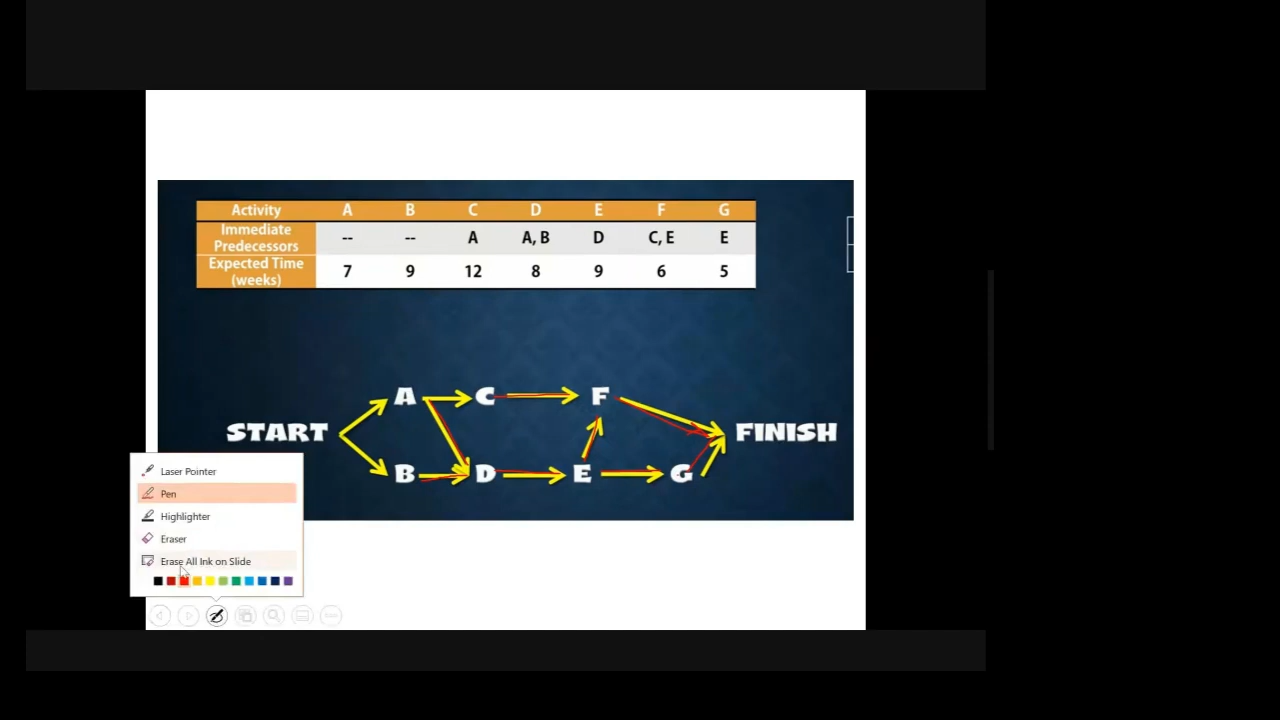 Activity A B C D E F G
Immediate Predecessors -- -- A A, B D C, E E
Expected Time (weeks) 7 9 12 8 9 6 5
A C F
START FINISH
B D E G
Laser Pointer
Pen
Highlighter
Eraser
Erase All Ink on Slide